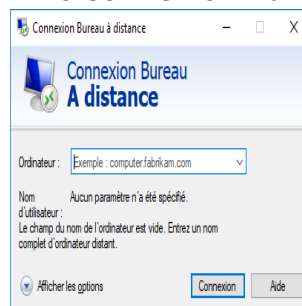 Connexion Bureau à distance
Connexion Bureau
A distance
Ordinateur :
Exemple : computer.fabrikam.com
Nom d'utilisateur :
Aucun paramètre n'a été spécifié.
Le champ du nom de l'ordinateur est vide. Entrez un nom
complet d'ordinateur distant.
Afficher les options
Connexion
Aide